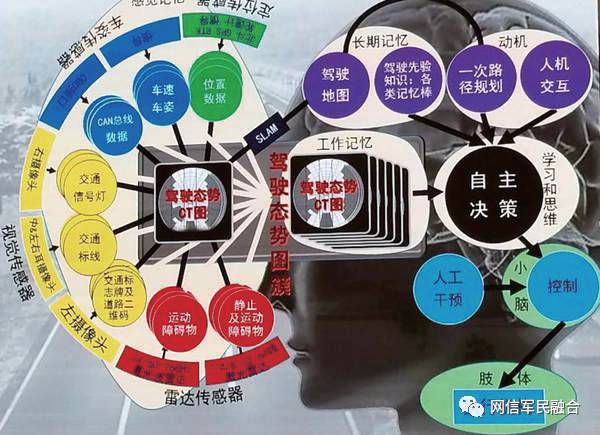 感觉记忆
定位传感器
北斗 GPS RTK
车姿传感器
惯导
位置
数据
车速
车姿
CAN总线
数据
右摄像头
交通
信号灯
视觉传感器
中&左右耳摄像头
交通
标线
左摄像头
交通标
志牌及
道路二
维码
运动
障碍物
静止
及运动
障碍物
雷达传感器
驾驶态势
CT图
SLAM
驾驶态势图簇
工作记忆
驾驶态势
CT图
长期记忆
驾驶
地图
驾驶先验
知识;各
类记忆棒
动机
一次路
径规划
人机
交互
学习和思维
自主
决策
人工
干预
小脑
控制
肢体
网信军民融合